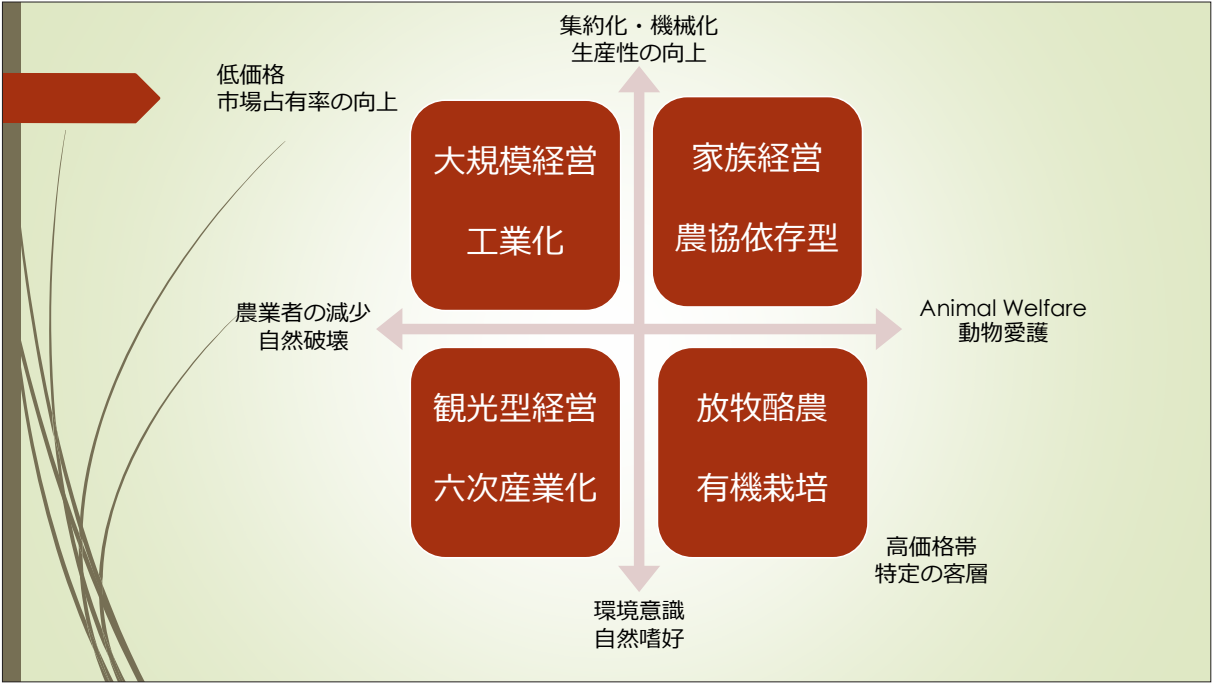 集約化・機械化
生産性の向上
低価格
市場占有率の向上
大規模経営
工業化
家族経営
農協依存型
農業者の減少
自然破壊
Animal Welfare
動物愛護
観光型経営
六次産業化
放牧酪農
有機栽培
高価格帯
特定の客層
環境意識
自然嗜好